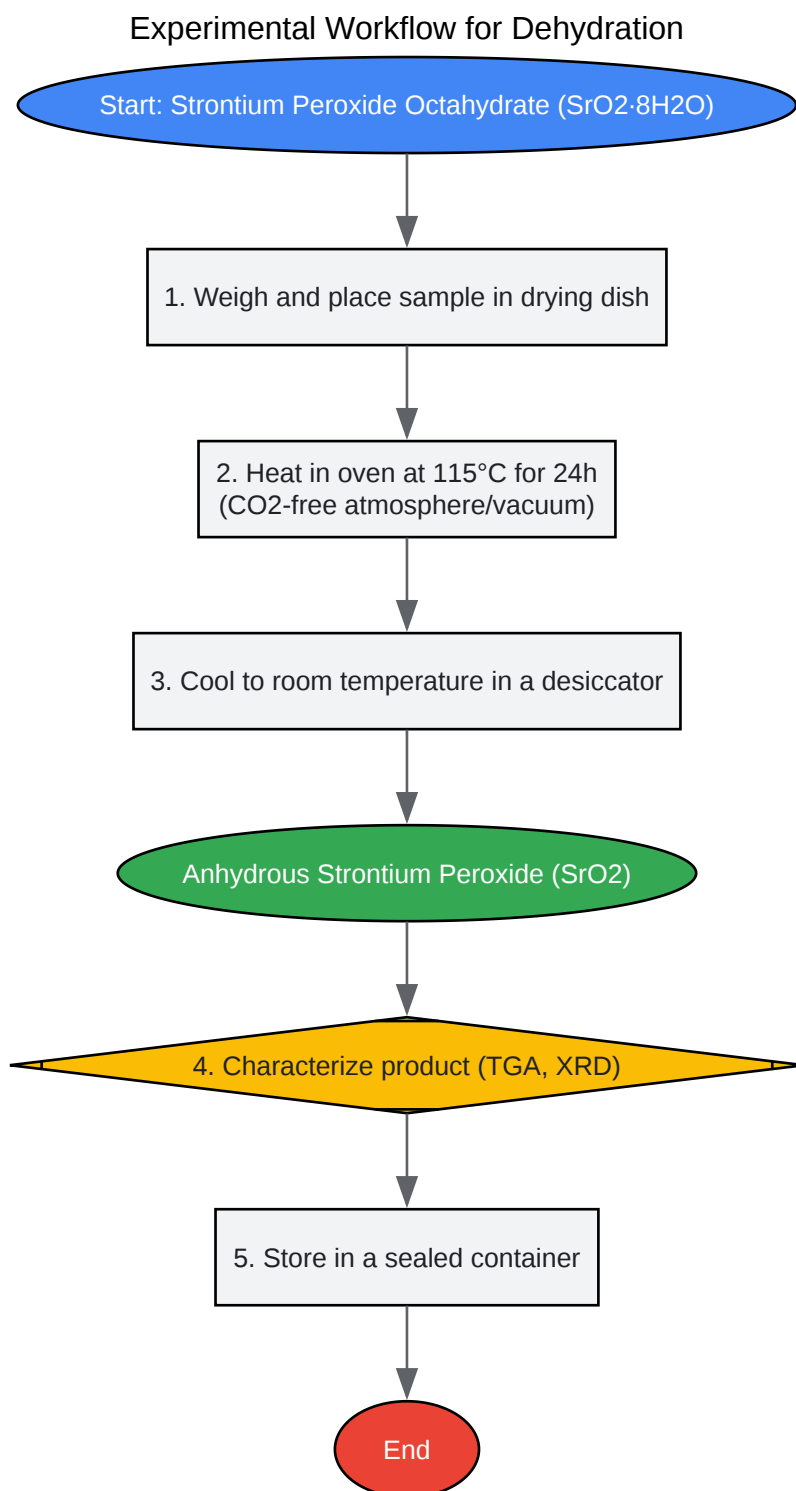 Experimental Workflow for Dehydration
Start: Strontium Peroxide Octahydrate (SrO2·8H2O)
1. Weigh and place sample in drying dish
2. Heat in oven at 115°C for 24h
(CO2-free atmosphere/vacuum)
3. Cool to room temperature in a desiccator
Anhydrous Strontium Peroxide (SrO2)
4. Characterize product (TGA, XRD)
5. Store in a sealed container
End